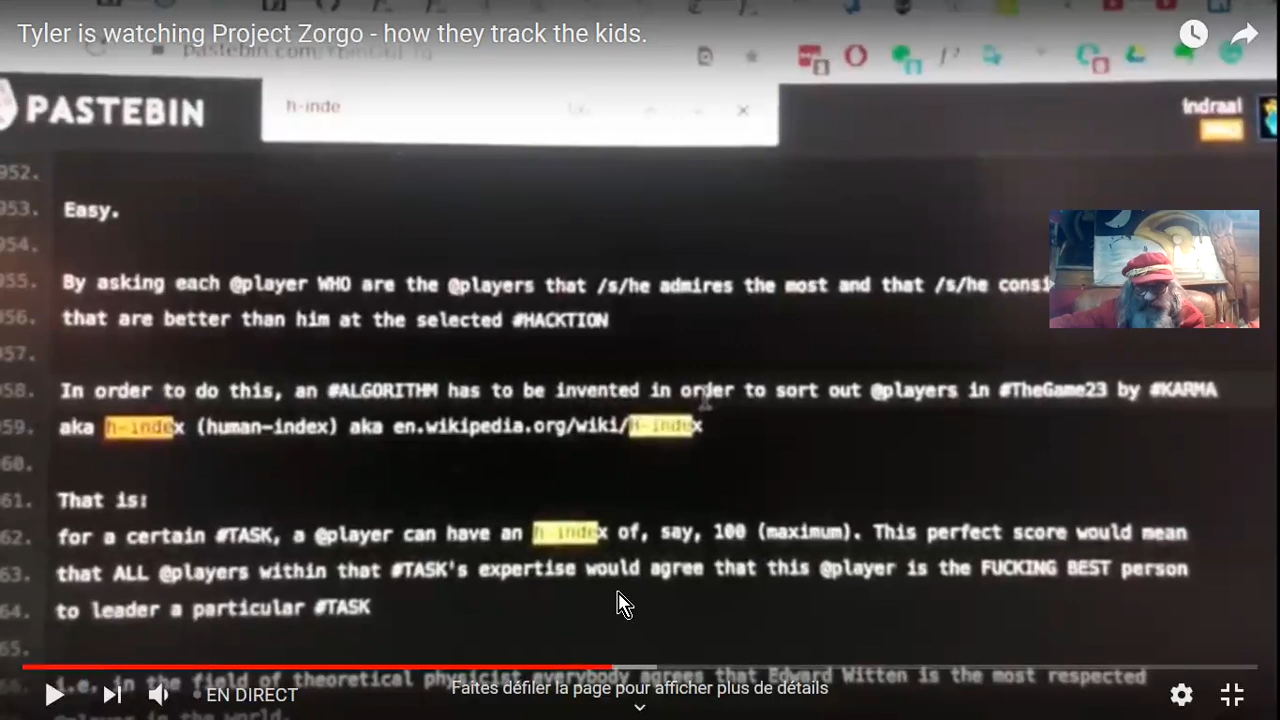 Tyler is watching Project Zorgo - how they track the kids.
PASTEBIN
h-inde
indraal
952.
953. Easy.
954.
955. By asking each @player WHO are the @players that /s/he admires the most and that /s/he consi
956. that are better than him at the selected #HACKTION
957.
958. In order to do this, an #ALGORITHM has to be invented in order to sort out @players in #TheGame23 by #KARMA
959. aka h-index (human-index) aka en.wikipedia.org/wiki/H-index
960.
961. That is:
962. for a certain #TASK, a @player can have an h-index of, say, 100 (maximum). This perfect score would mean
963. that ALL @players within that #TASK's expertise would agree that this @player is the FUCKING BEST person
964. to leader a particular #TASK
965.
i.e. in the field of theoretical physicist everybody agrees that Edward Witten is the most respected
@player in the world.
EN DIRECT
Faites défiler la page pour afficher plus de détails